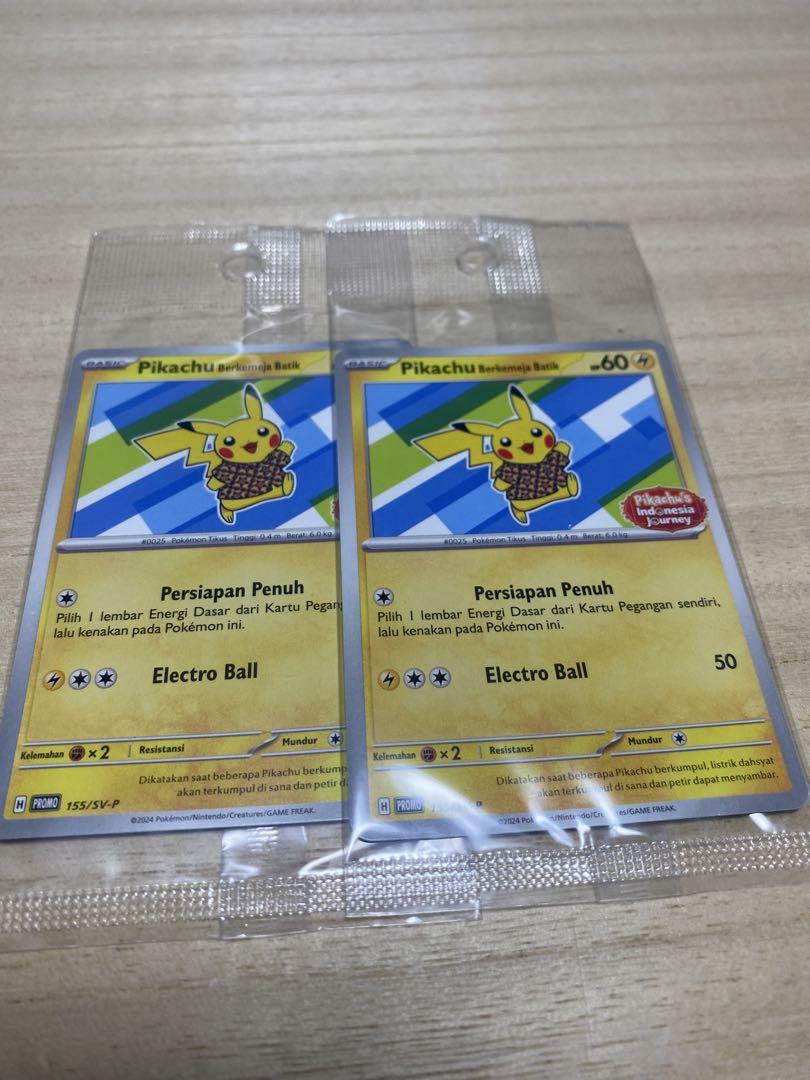 BASIC Pikachu Berkemeja Batik
#0025 Pokémon Tikus Tinggi: 0.4 m Berat: 6.0 kg
Persiapan Penuh
Pilih 1 lembar Energi Dasar dari Kartu Pegang
lalu kenakan pada Pokémon ini.
Electro Ball
Kelemahan ×2 Resistansi Mundur
Dikatakan saat beberapa Pikachu berkump
akan terkumpul di sana dan petir d
H PROMO 155/SV-P
©2024 Pokémon/Nintendo/Creatures/GAME FREAK.
BASIC Pikachu Berkemeja Batik HP60
Pikachu's
Indonesia
Journey
#0025 Pokémon Tikus Tinggi: 0.4 m Berat: 6.0 kg
Persiapan Penuh
Pilih 1 lembar Energi Dasar dari Kartu Pegangan sendiri,
lalu kenakan pada Pokémon ini.
Electro Ball 50
Kelemahan ×2 Resistansi Mundur
Dikatakan saat beberapa Pikachu berkumpul, listrik dahsyat
akan terkumpul di sana dan petir dapat menyambar.
H PROMO
©2024 Pokémon/Nintendo/Creatures/GAME FREAK.